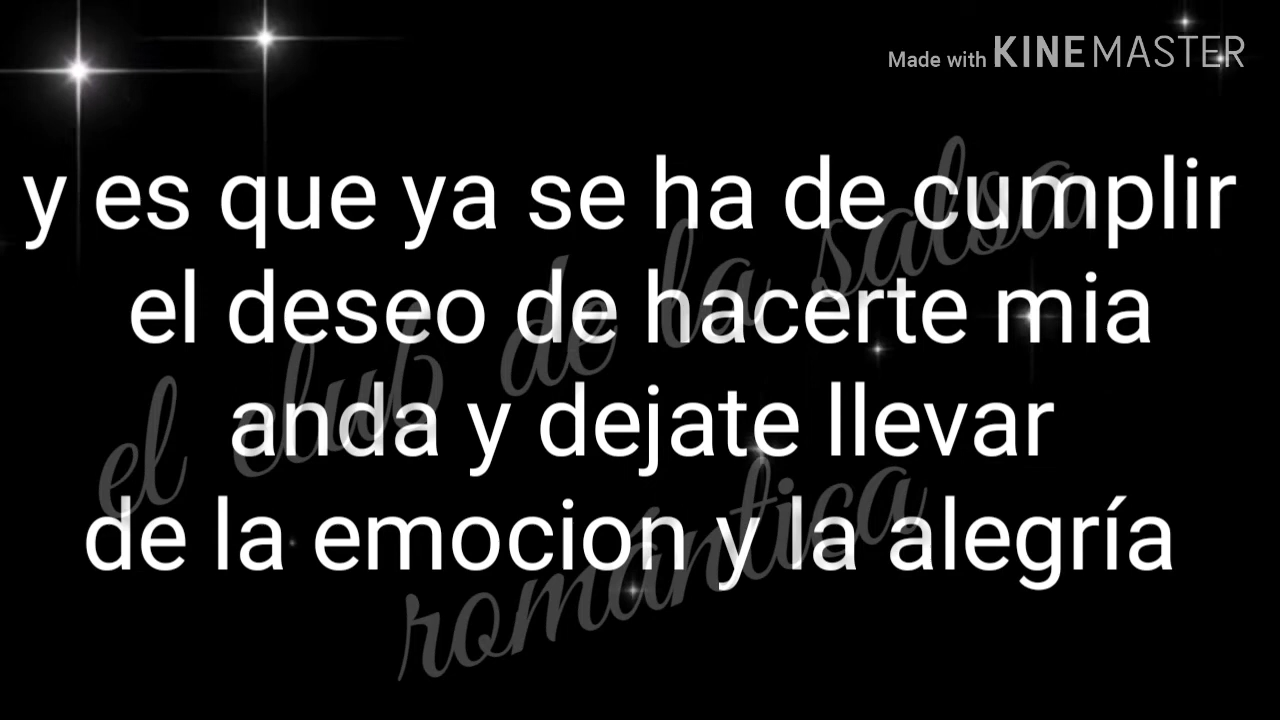 Made with KINEMASTER
y es que ya se ha de cumplir
el deseo de hacerte mia
anda y dejate llevar
de la emocion y la alegría
el club de la salsa
romántica